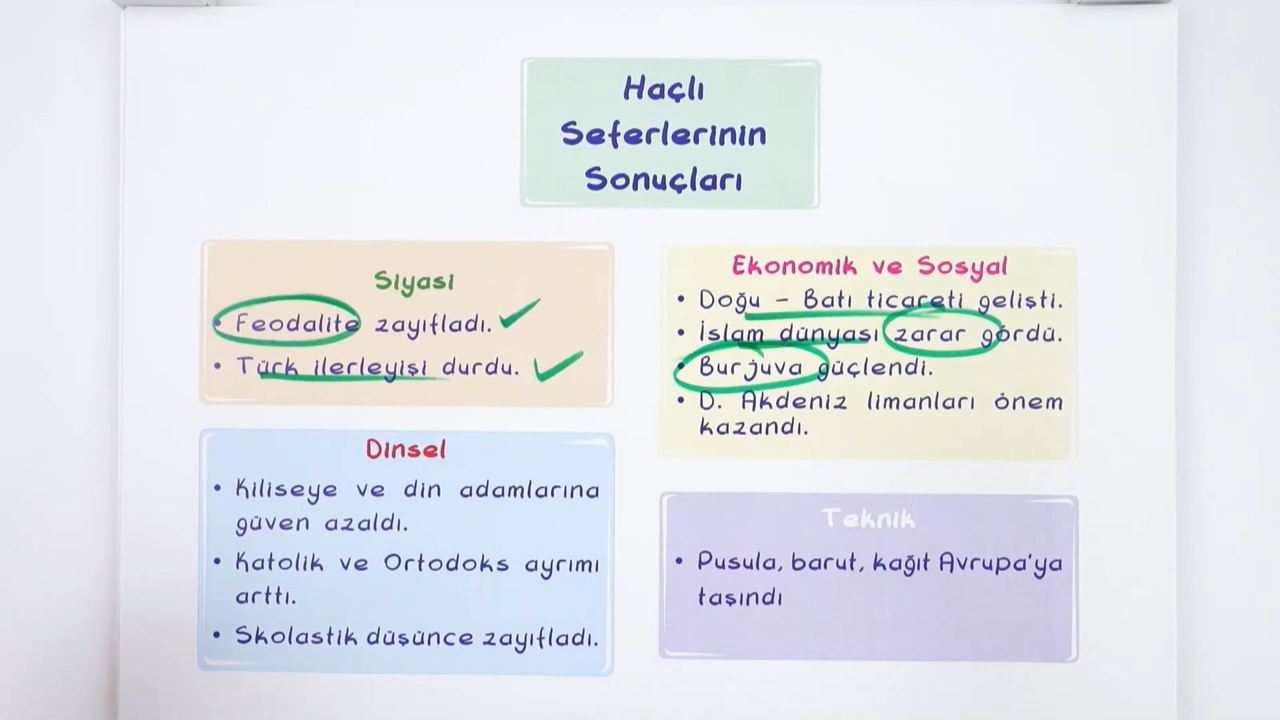 Haçlı
Seferlerinin
Sonuçları
Siyasi
• Feodalite zayıfladı.
• Türk ilerleyişi durdu.
Ekonomik ve Sosyal
• Doğu – Batı ticareti gelişti.
• İslam dünyası zarar gördü.
• Burjuva güçlendi.
• D. Akdeniz limanları önem
kazandı.
Dinsel
• Kiliseye ve din adamlarına
güven azaldı.
• Katolik ve Ortodoks ayrımı
arttı.
• Skolastik düşünce zayıfladı.
Teknik
• Pusula, barut, kağıt Avrupa'ya
taşındı